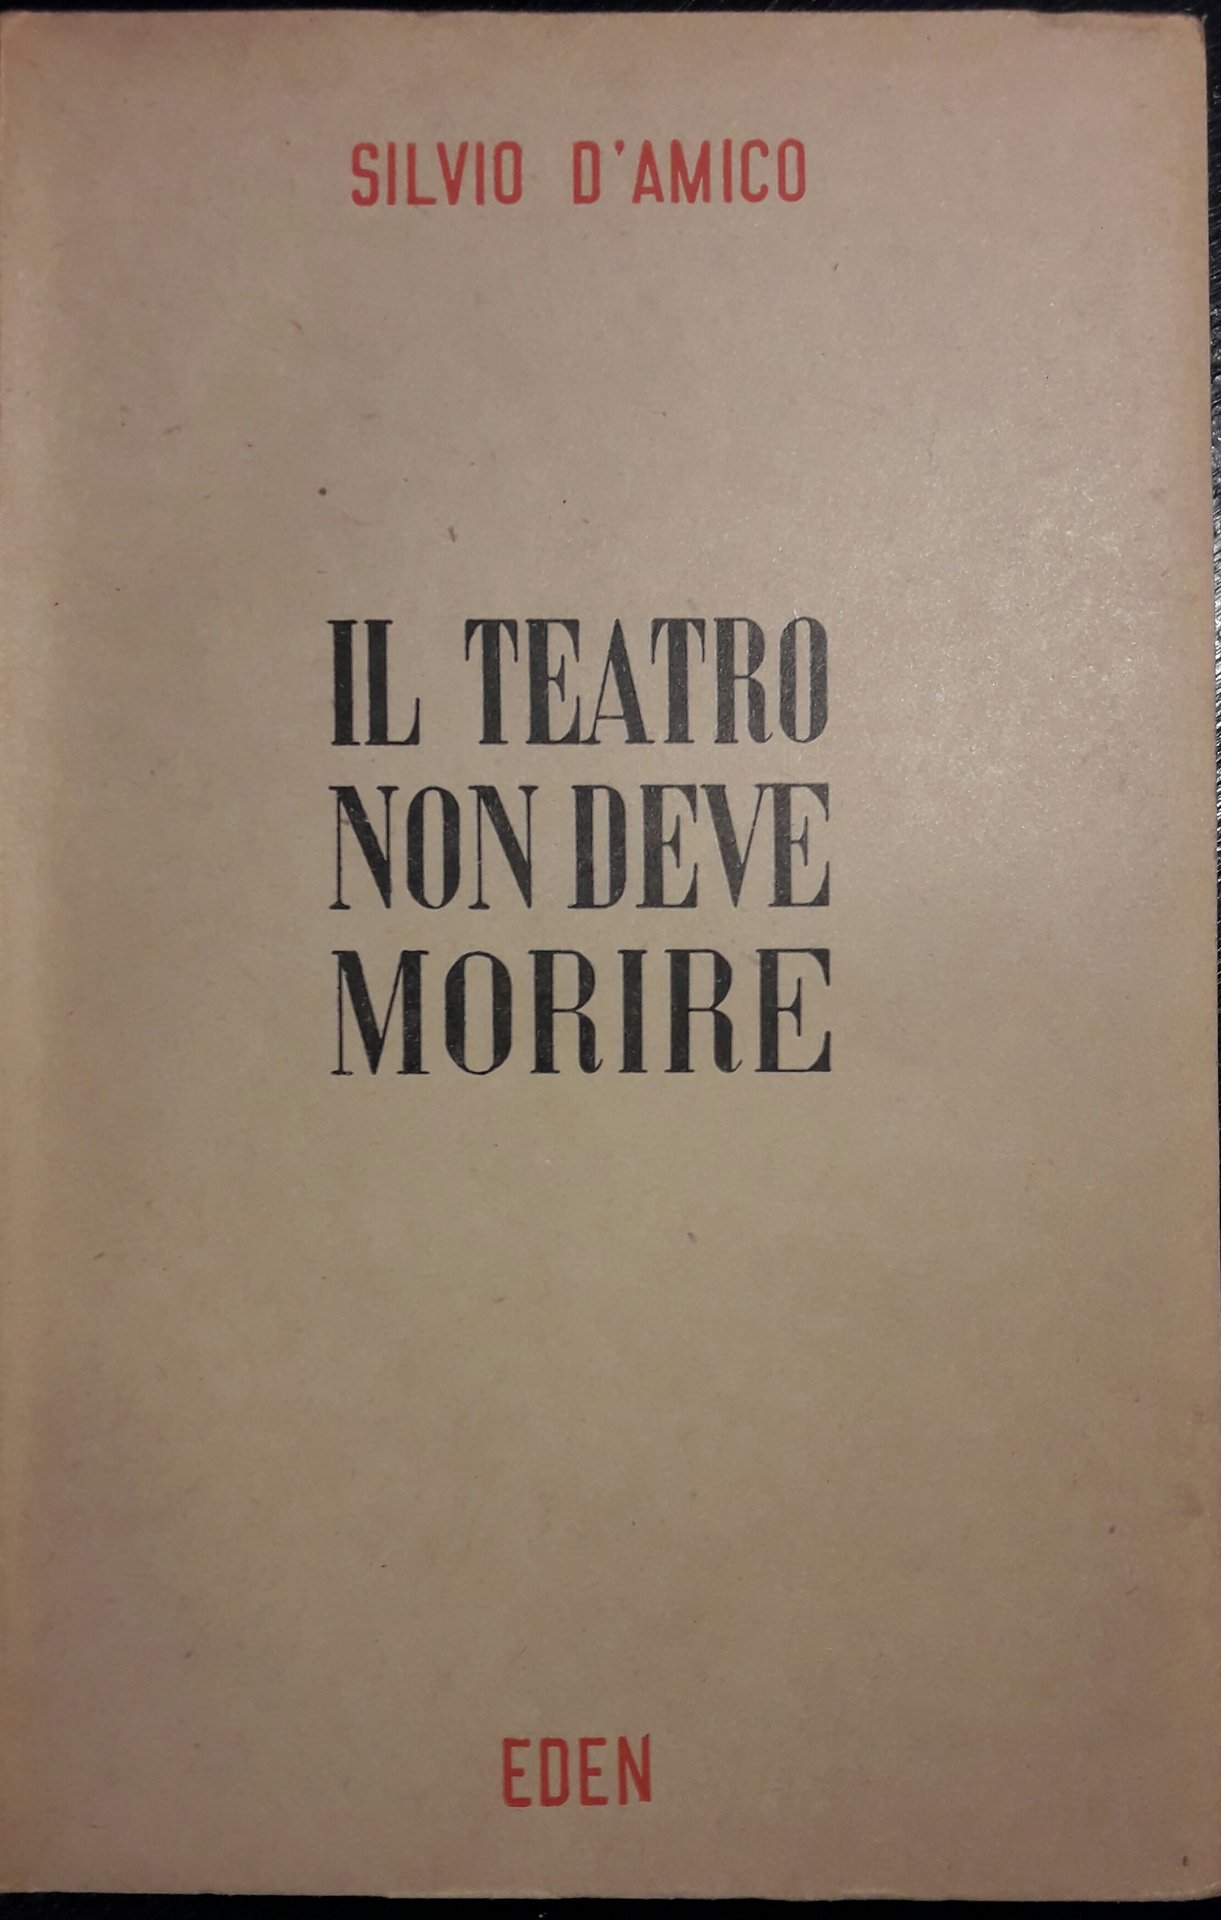 SILVIO D'AMICO
IL TEATRO
NON DEVE
MORIRE
EDEN